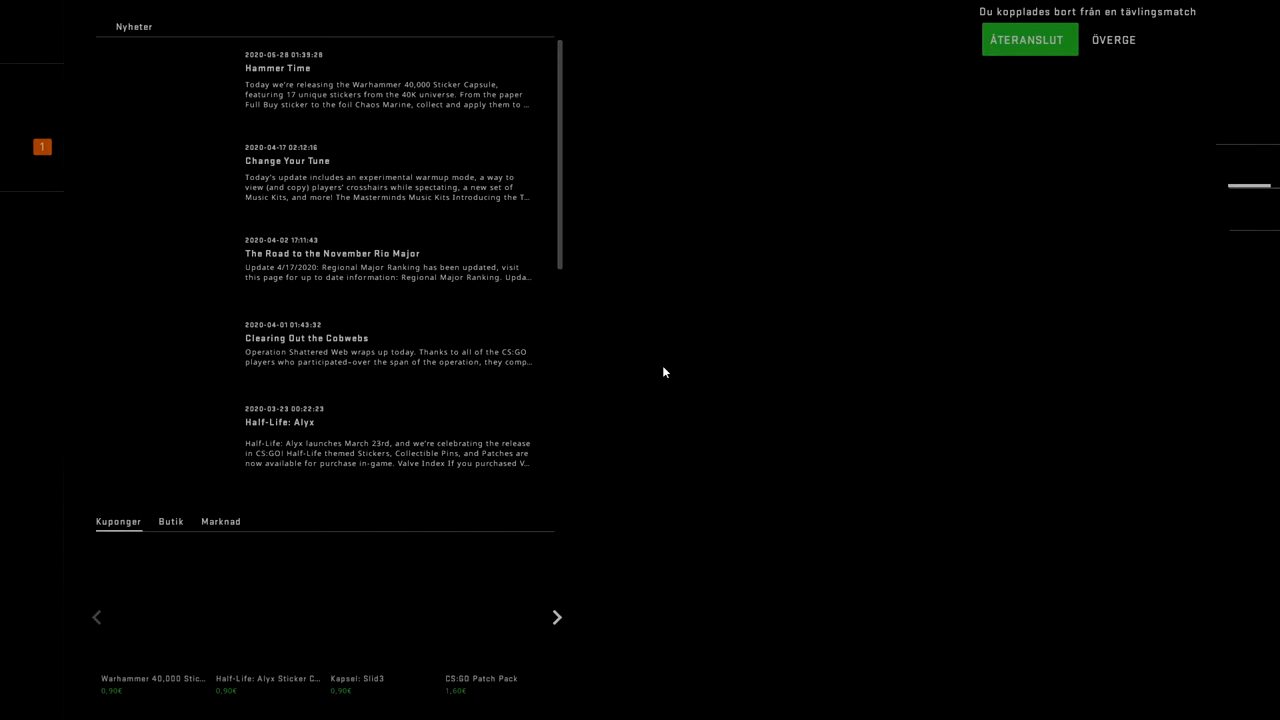 Nyheter
Du kopplades bort från en tävlingsmatch
ÅTERANSLUT
ÖVERGE
1
2020-05-28 01:39:28
Hammer Time
Today we're releasing the Warhammer 40,000 Sticker Capsule,
featuring 17 unique stickers from the 40K universe. From the paper
Full Buy sticker to the foil Chaos Marine, collect and apply them to ...
2020-04-17 02:12:16
Change Your Tune
Today's update includes an experimental warmup mode, a way to
view (and copy) players' crosshairs while spectating, a new set of
Music Kits, and more! The Masterminds Music Kits Introducing the T...
2020-04-02 17:11:43
The Road to the November Rio Major
Update 4/17/2020: Regional Major Ranking has been updated, visit
this page for up to date information: Regional Major Ranking. Upda...
2020-04-01 01:43:32
Clearing Out the Cobwebs
Operation Shattered Web wraps up today. Thanks to all of the CS:GO
players who participated–over the span of the operation, they comp...
2020-03-23 00:22:23
Half-Life: Alyx
Half-Life: Alyx launches March 23rd, and we're celebrating the release
in CS:GO! Half-Life themed Stickers, Collectible Pins, and Patches are
now available for purchase in-game. Valve Index If you purchased V...
Kuponger Butik Marknad
Warhammer 40,000 Stic... Half-Life: Alyx Sticker C... Kapsel: Slid3 CS:GO Patch Pack
0,90€ 0,90€ 0,90€ 1,60€